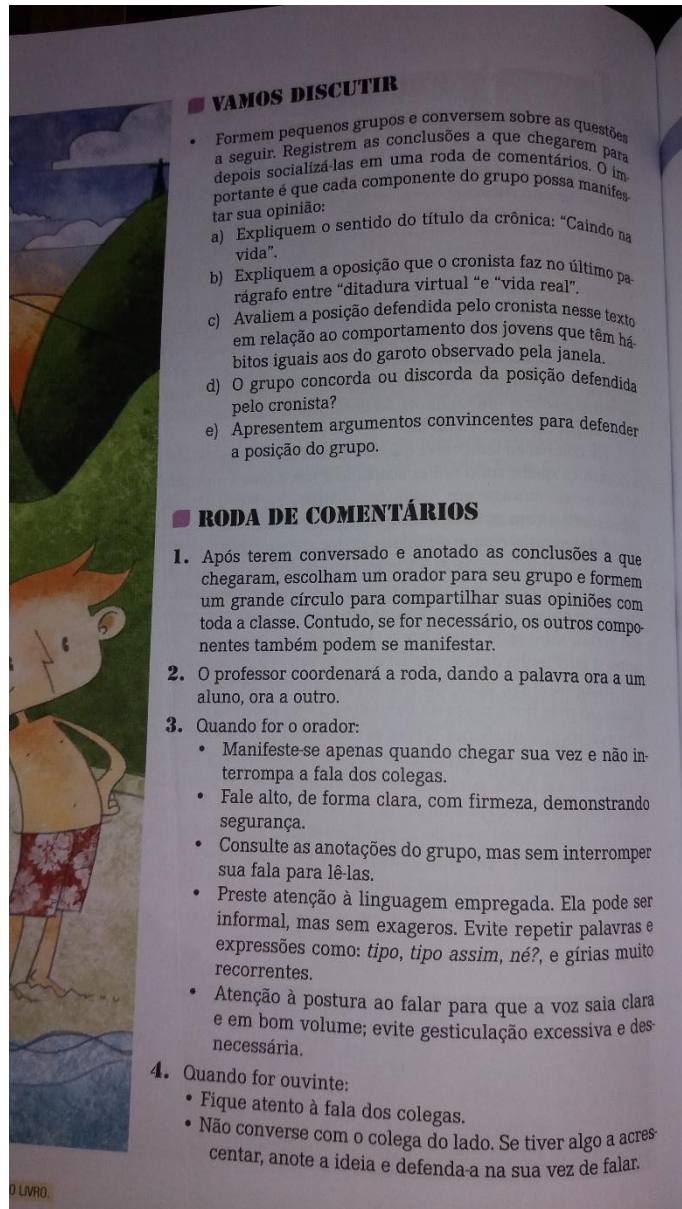 VAMOS DISCUTIR
• Formem pequenos grupos e conversem sobre as questões
a seguir. Registrem as conclusões a que chegarem para
depois socializá-las em uma roda de comentários. O im-
portante é que cada componente do grupo possa manifes-
tar sua opinião:
a) Expliquem o sentido do título da crônica: “Caindo na
vida”.
b) Expliquem a oposição que o cronista faz no último pa-
rágrafo entre “ditadura virtual “e “vida real”.
c) Avaliem a posição defendida pelo cronista nesse texto
em relação ao comportamento dos jovens que têm há-
bitos iguais aos do garoto observado pela janela.
d) O grupo concorda ou discorda da posição defendida
pelo cronista?
e) Apresentem argumentos convincentes para defender
a posição do grupo.
RODA DE COMENTÁRIOS
1. Após terem conversado e anotado as conclusões a que
chegaram, escolham um orador para seu grupo e formem
um grande círculo para compartilhar suas opiniões com
toda a classe. Contudo, se for necessário, os outros compo-
nentes também podem se manifestar.
2. O professor coordenará a roda, dando a palavra ora a um
aluno, ora a outro.
3. Quando for o orador:
• Manifeste-se apenas quando chegar sua vez e não in-
terrompa a fala dos colegas.
• Fale alto, de forma clara, com firmeza, demonstrando
segurança.
• Consulte as anotações do grupo, mas sem interromper
sua fala para lê-las.
• Preste atenção à linguagem empregada. Ela pode ser
informal, mas sem exageros. Evite repetir palavras e
expressões como: tipo, tipo assim, né?, e gírias muito
recorrentes.
• Atenção à postura ao falar para que a voz saia clara
e em bom volume; evite gesticulação excessiva e des-
necessária.
4. Quando for ouvinte:
• Fique atento à fala dos colegas.
• Não converse com o colega do lado. Se tiver algo a acres-
centar, anote a ideia e defenda-a na sua vez de falar.
O LIVRO.